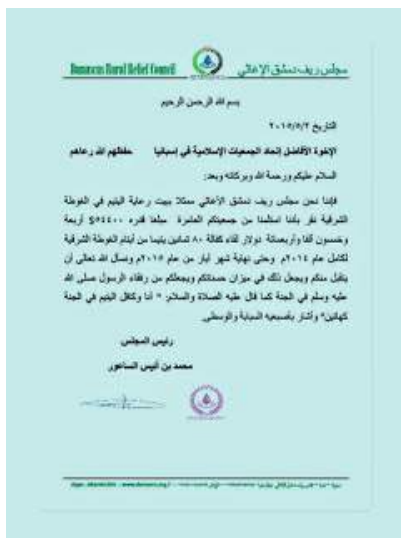 Damascus Rural Relief Council
مجلس ريف دمشق الإغاثي
بسم الله الرحمن الرحيم
التاريخ ٢٠١٥/٥/٢
الإخوة الأفاضل إتحاد الجمعيات الإسلامية في إسبانيا حفظهم الله رعاهم
السلام عليكم ورحمة الله وبركاته وبعد:
فإننا نحن مجلس ريف دمشق الأغاثي ممثلا ببيت رعاية اليتيم في الغوطة
الشرقية نقر بأننا استلمنا من جمعيتكم العامرة مبلغا قدره ٥٤٤٠٠$ أربعة
وخمسون ألفا وأربعمائة دولار لقاء كفالة ٨٠ ثمانين يتيما من أيتام الغوطة الشرقية
لكامل عام ٢٠١٤م وحتى نهاية شهر أيار من عام ٢٠١٥م ونسأل الله تعالى أن
يتقبل منكم ويجعل ذلك في ميزان حسناتكم ويجعلكم من رفقاء الرسول صلى الله
عليه وسلم في الجنة كما قال عليه الصلاة والسلام: " أنا وكافل اليتيم في الجنة
كهاتين" وأشار بأصبعيه السبابة والوسطى.
رئيس المجلس
محمد بن أنيس الساعور